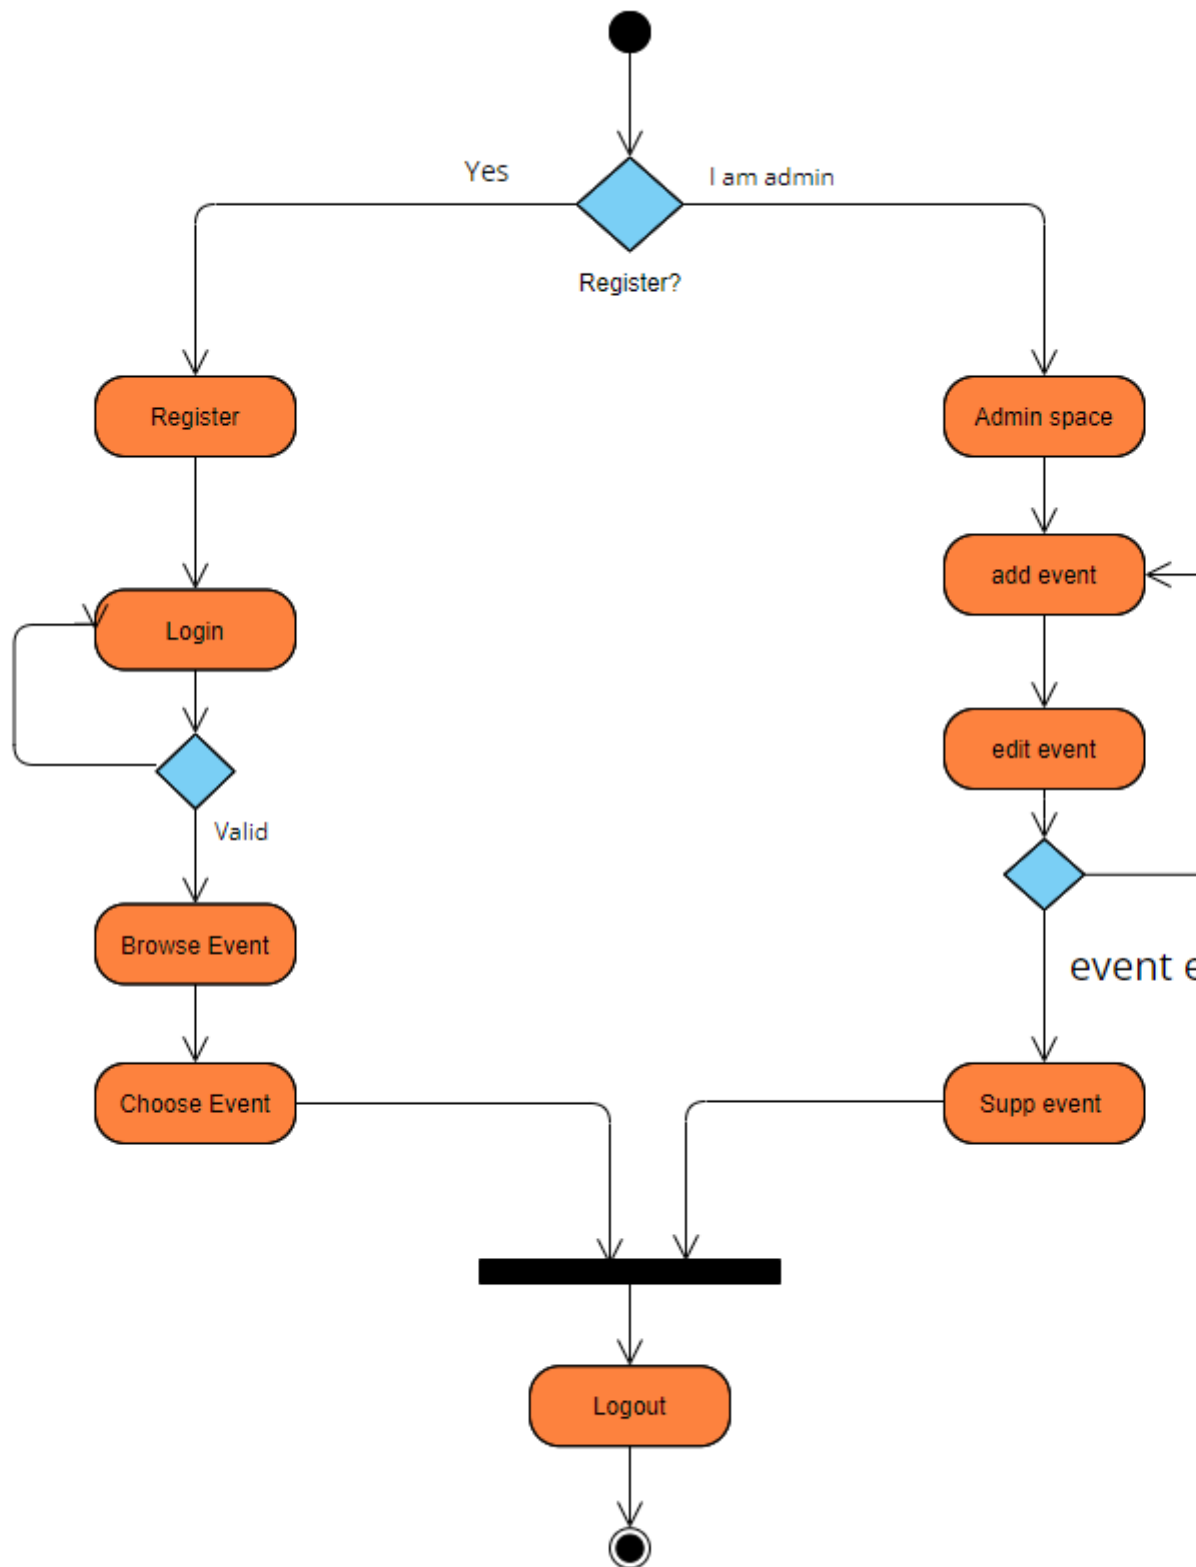 Yes
I am admin
Register?
Register
Admin space
add event
Login
edit event
Valid
Browse Event
event
Choose Event
Supp event
Logout